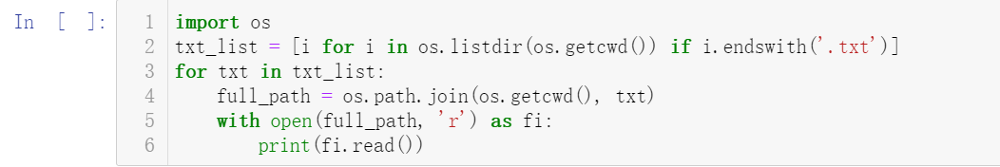 In [ ]:
1 import os
2 txt_list = [i for i in os.listdir(os.getcwd()) if i.endswith('.txt')]
3 for txt in txt_list:
4     full_path = os.path.join(os.getcwd(), txt)
5     with open(full_path, 'r') as fi:
6         print(fi.read())